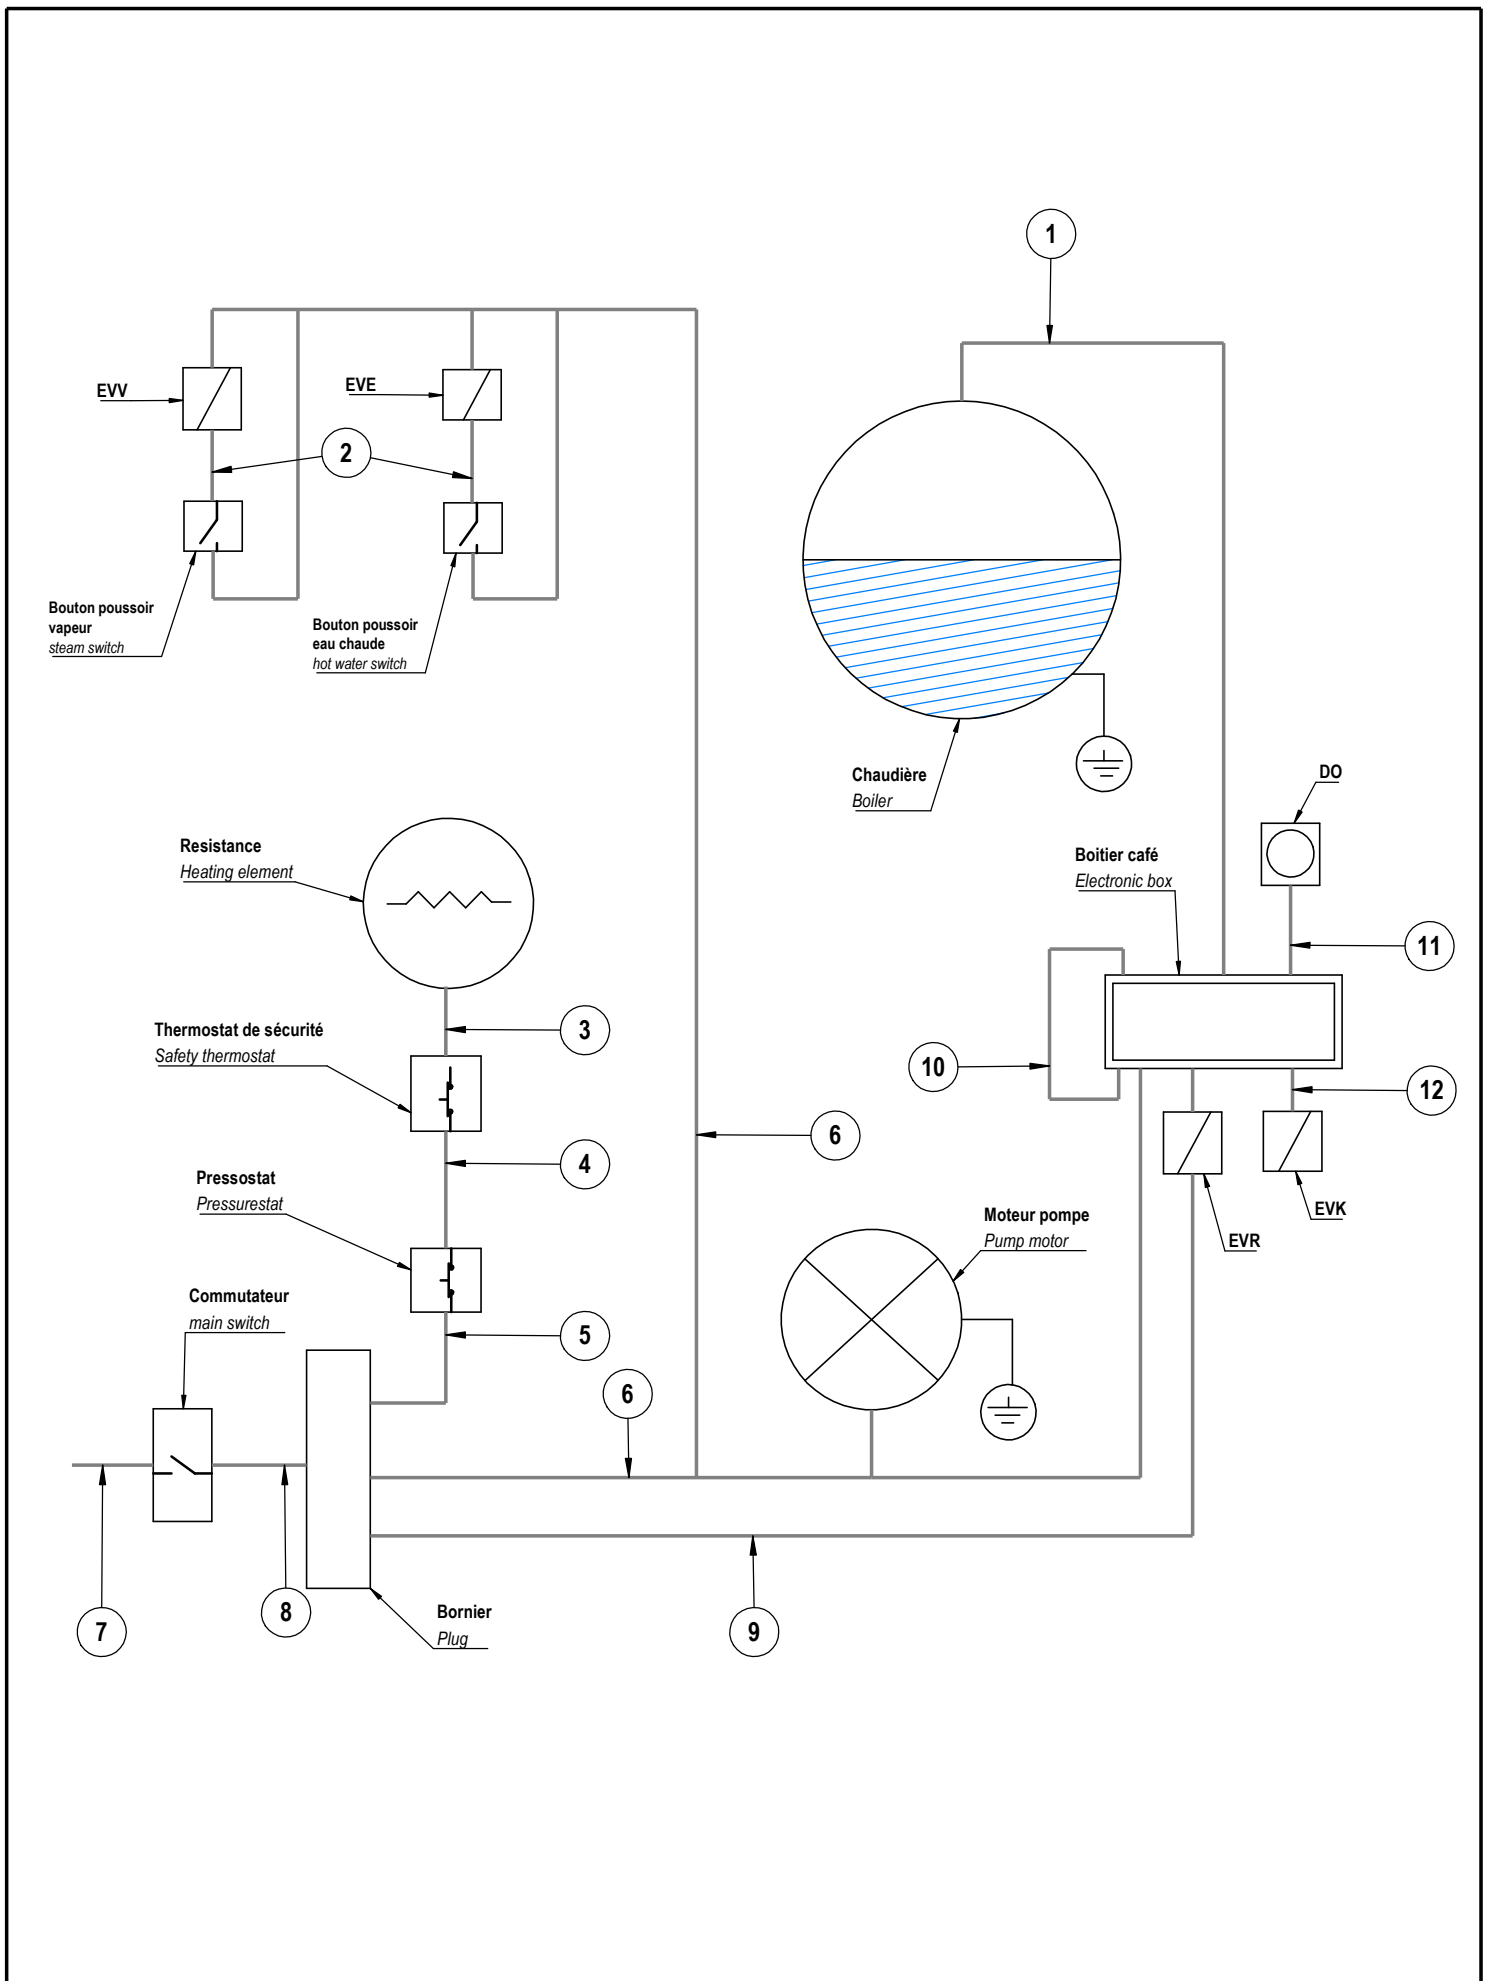 1
EVV
EVE
2
Bouton poussoir
vapeur
steam switch
Bouton poussoir
eau chaude
hot water switch
Chaudière
Boiler
DO
Resistance
Heating element
Boitier café
Electronic box
11
3
Thermostat de sécurité
Safety thermostat
10
12
6
4
Pressostat
Pressurestat
EVK
Moteur pompe
Pump motor
EVR
Commutateur
main switch
5
6
7
8
Bornier
Plug
9